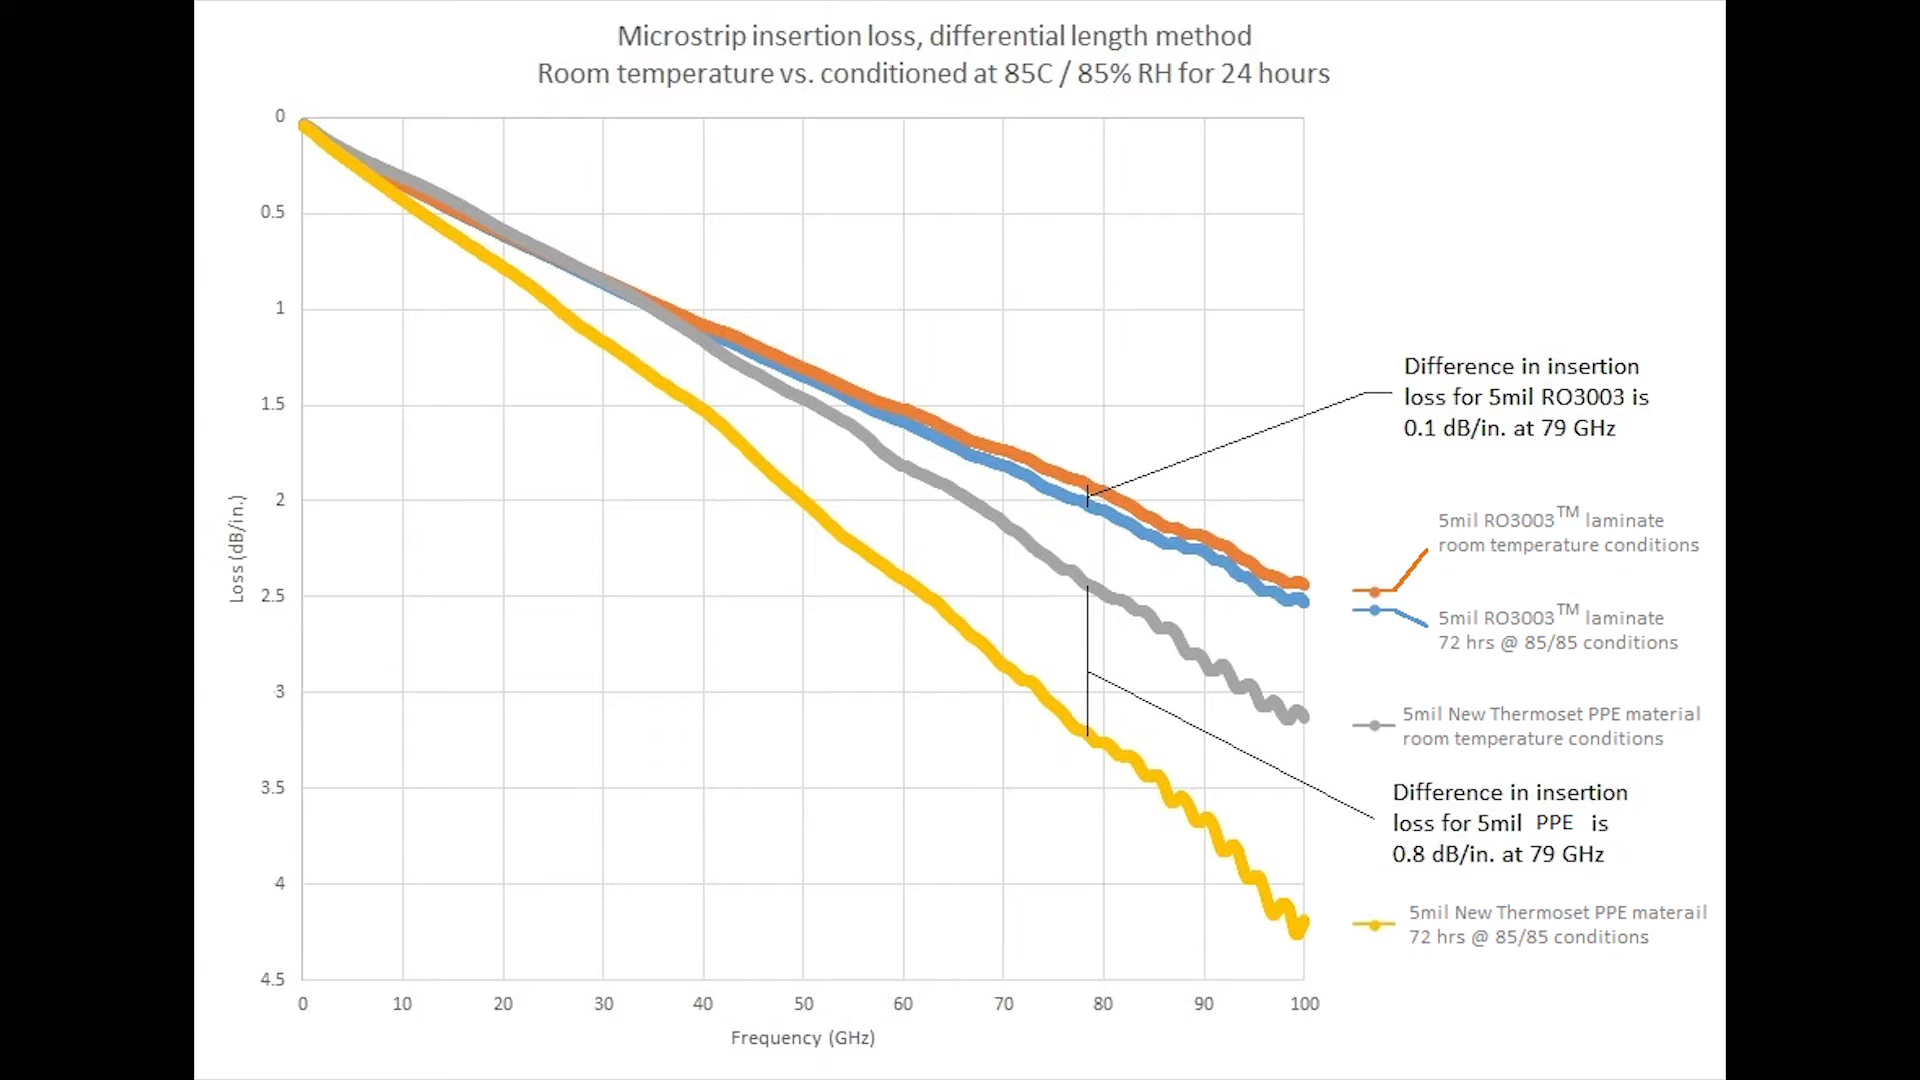 Microstrip insertion loss, differential length method
Room temperature vs. conditioned at 85C / 85% RH for 24 hours
0
0.5
1
1.5
2
2.5
3
3.5
4
4.5
Loss (dB/in.)
0 10 20 30 40 50 60 70 80 90 100
Frequency (GHz)
Difference in insertion
loss for 5mil RO3003 is
0.1 dB/in. at 79 GHz
5mil RO3003TM laminate
room temperature conditions
5mil RO3003TM laminate
72 hrs @ 85/85 conditions
5mil New Thermoset PPE material
room temperature conditions
Difference in insertion
loss for 5mil PPE is
0.8 dB/in. at 79 GHz
5mil New Thermoset PPE materail
72 hrs @ 85/85 conditions